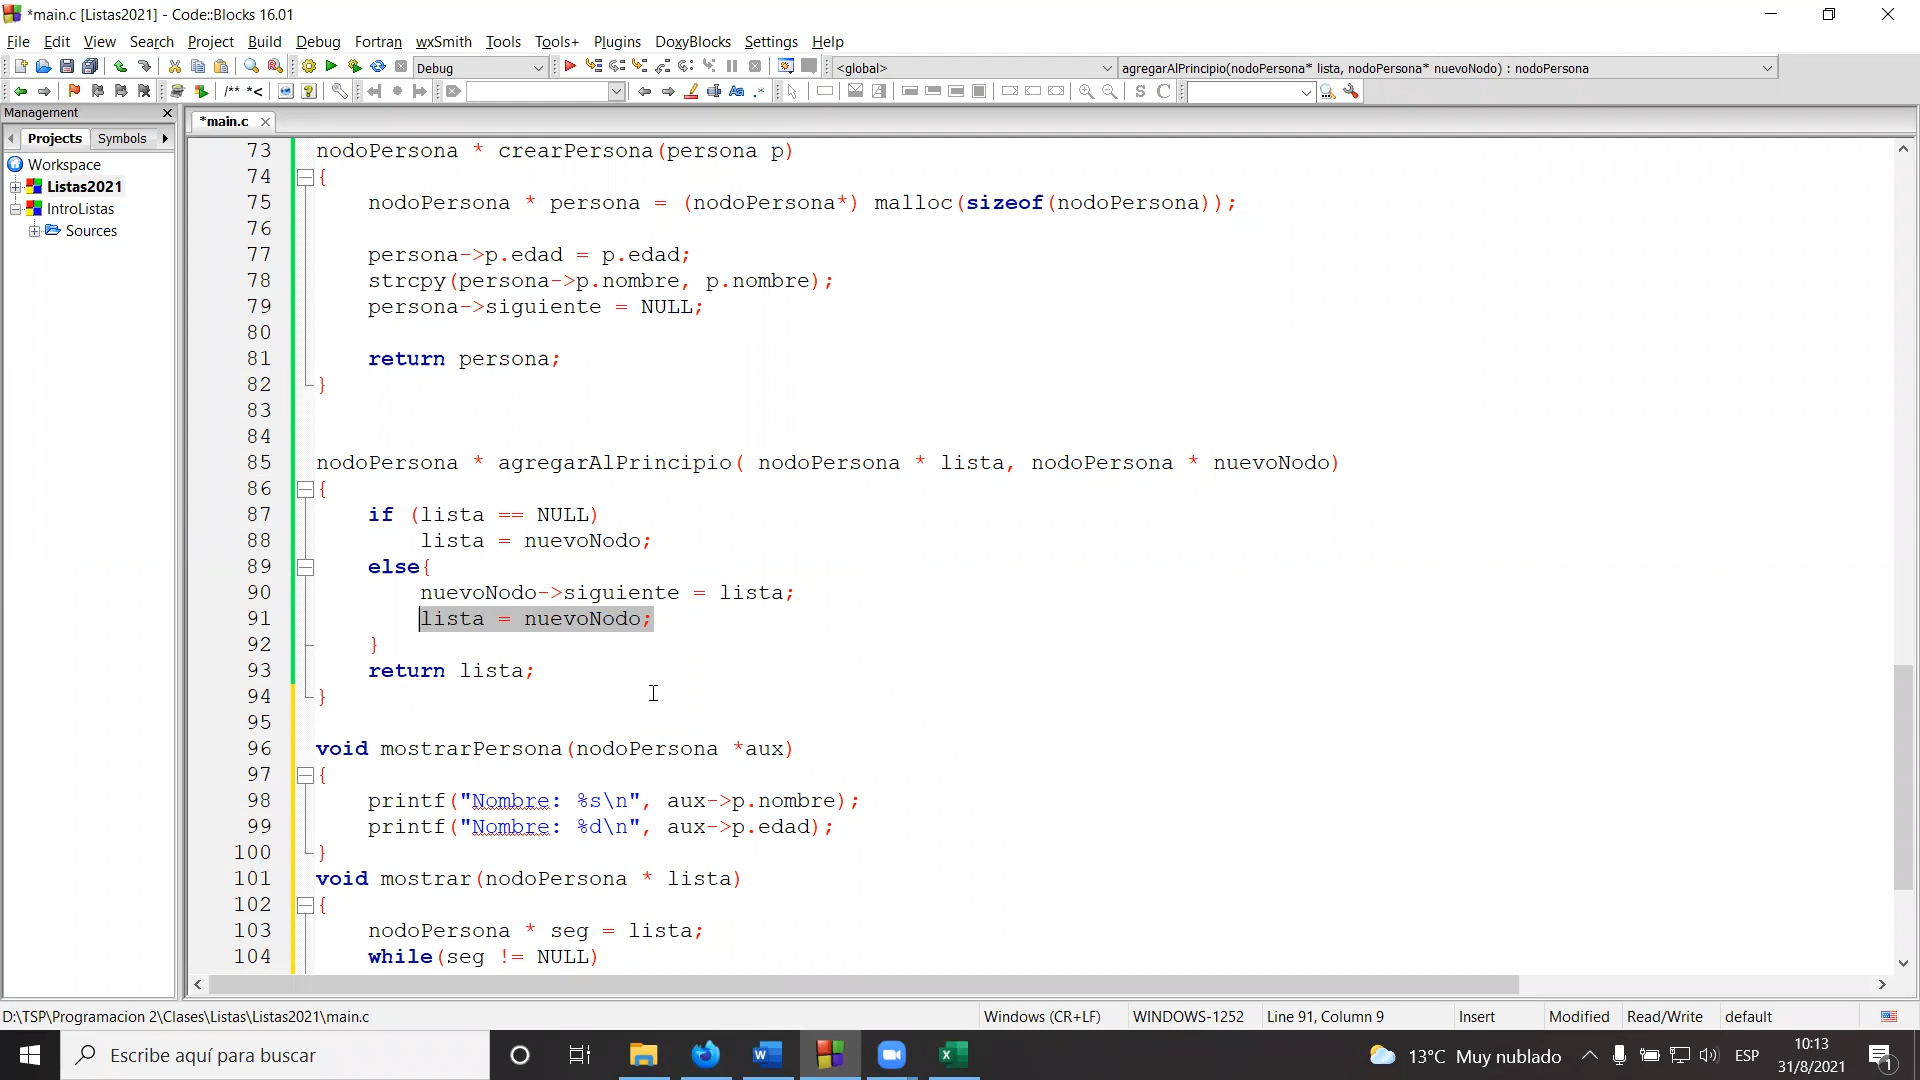 *main.c [Listas2021] - Code::Blocks 16.01
File Edit View Search Project Build Debug Fortran wxSmith Tools Tools+ Plugins DoxyBlocks Settings Help
Debug
<global>
agregarAlPrincipio(nodoPersona* lista, nodoPersona* nuevoNodo) : nodoPersona
/** *<
Aa .* S C
Management
*main.c
Projects Symbols
Workspace
Listas2021
IntroListas
Sources
73 nodoPersona * crearPersona(persona p)
74 {
75     nodoPersona * persona = (nodoPersona*) malloc(sizeof(nodoPersona));
76
77     persona->p.edad = p.edad;
78     strcpy(persona->p.nombre, p.nombre);
79     persona->siguiente = NULL;
80
81     return persona;
82 }
83
84
85 nodoPersona * agregarAlPrincipio( nodoPersona * lista, nodoPersona * nuevoNodo)
86 {
87     if (lista == NULL)
88         lista = nuevoNodo;
89     else{
90         nuevoNodo->siguiente = lista;
91         lista = nuevoNodo;
92     }
93     return lista;
94 }
95
96 void mostrarPersona(nodoPersona *aux)
97 {
98     printf("Nombre: %s\n", aux->p.nombre);
99     printf("Nombre: %d\n", aux->p.edad);
100 }
101 void mostrar(nodoPersona * lista)
102 {
103     nodoPersona * seg = lista;
104     while(seg != NULL)
D:\TSP\Programacion 2\Clases\Listas\Listas2021\main.c
Windows (CR+LF) WINDOWS-1252 Line 91, Column 9 Insert Modified Read/Write default
Escribe aquí para buscar
13°C Muy nublado
ESP
10:13
31/8/2021
1